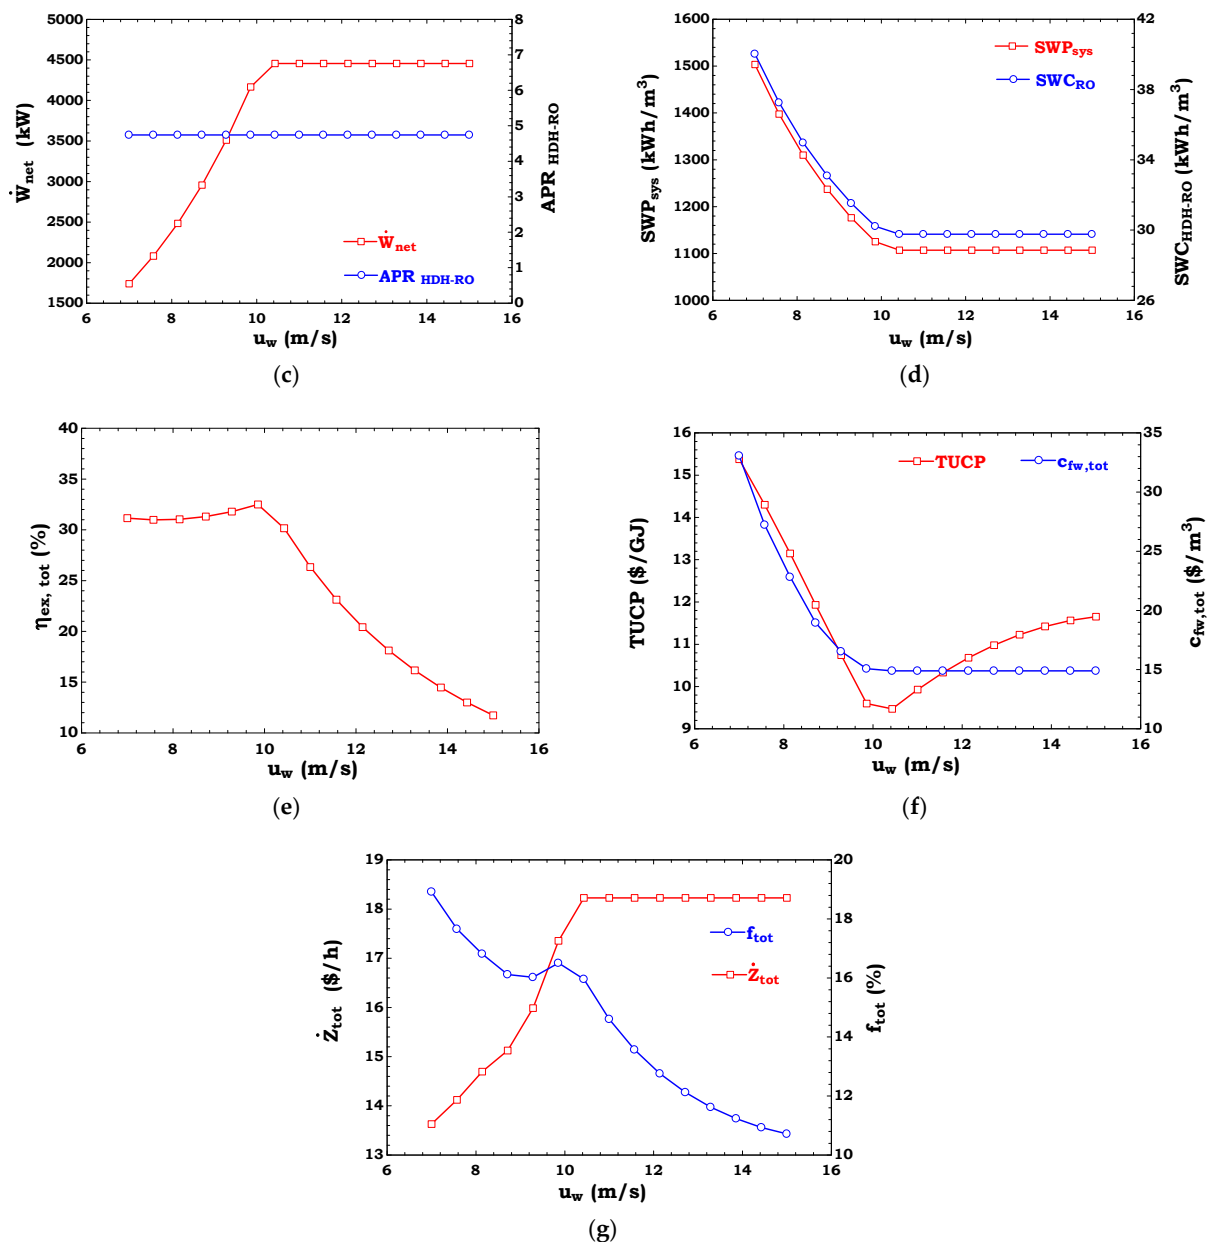 5000
4500
4000
3500
3000
2500
2000
1500
Ẇnet (kW)
8
7
6
5
4
3
2
1
0
APR HDH-RO
Ẇnet
APR HDH-RO
6 8 10 12 14 16
uw (m/s)
(c)
1600
1500
1400
1300
1200
1100
1000
SWPsys (kWh/m3)
42
38
34
30
26
SWCHDH-RO (kWh/m3)
SWPsys
SWCRO
6 8 10 12 14 16
uw (m/s)
(d)
40
35
30
25
20
15
10
ηex, tot (%)
6 8 10 12 14 16
uw (m/s)
(e)
16
15
14
13
12
11
10
9
TUCP ($/GJ)
35
30
25
20
15
10
cfw,tot ($/m3)
TUCP
cfw,tot
6 8 10 12 14 16
uw (m/s)
(f)
19
18
17
16
15
14
13
Żtot ($/h)
20
18
16
14
12
10
ftot (%)
ftot
Żtot
6 8 10 12 14 16
uw (m/s)
(g)